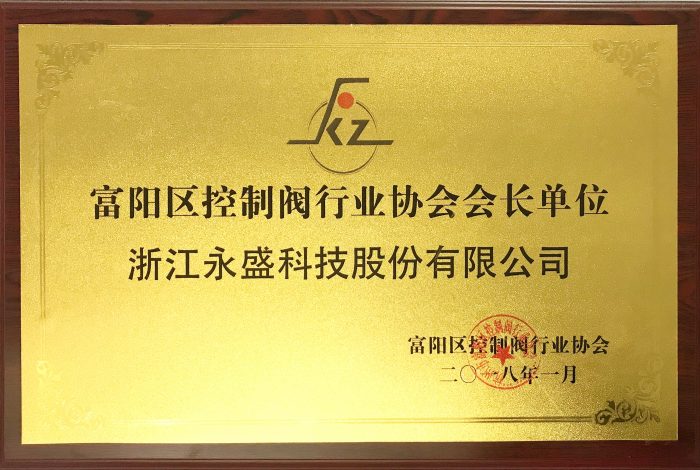 KZ
富阳区控制阀行业协会会长单位
浙江永盛科技股份有限公司
富阳区控制阀行业协会
二〇一八年一月